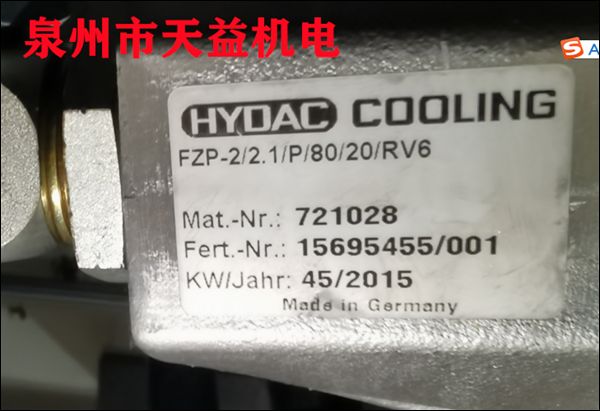 泉州市天益机电
S A
HYDAC COOLING
FZP-2/2.1/P/80/20/RV6
Mat.-Nr.: 721028
Fert.-Nr.: 15695455/001
KW/Jahr: 45/2015
Made in Germany